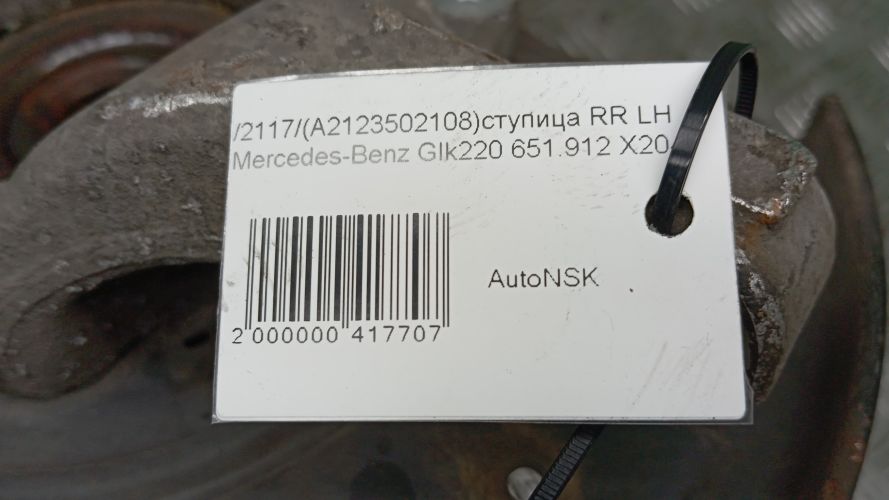 /2117/(A2123502108)ступица RR LH
Mercedes-Benz Glk220 651.912 X20
AutoNSK
2 000000 417707